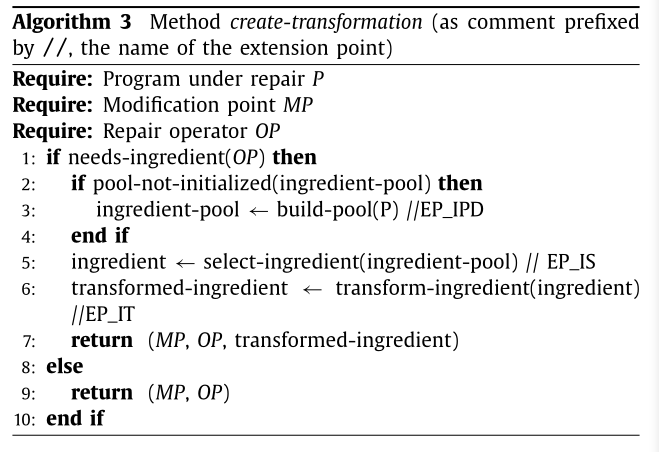 Algorithm 3 Method create-transformation (as comment prefixed
by //, the name of the extension point)
Require: Program under repair P
Require: Modification point MP
Require: Repair operator OP
1: if needs-ingredient(OP) then
2: if pool-not-initialized(ingredient-pool) then
3: ingredient-pool ← build-pool(P) //EP_IPD
4: end if
5: ingredient ← select-ingredient(ingredient-pool) // EP_IS
6: transformed-ingredient ← transform-ingredient(ingredient)
//EP_IT
7: return (MP, OP, transformed-ingredient)
8: else
9: return (MP, OP)
10: end if